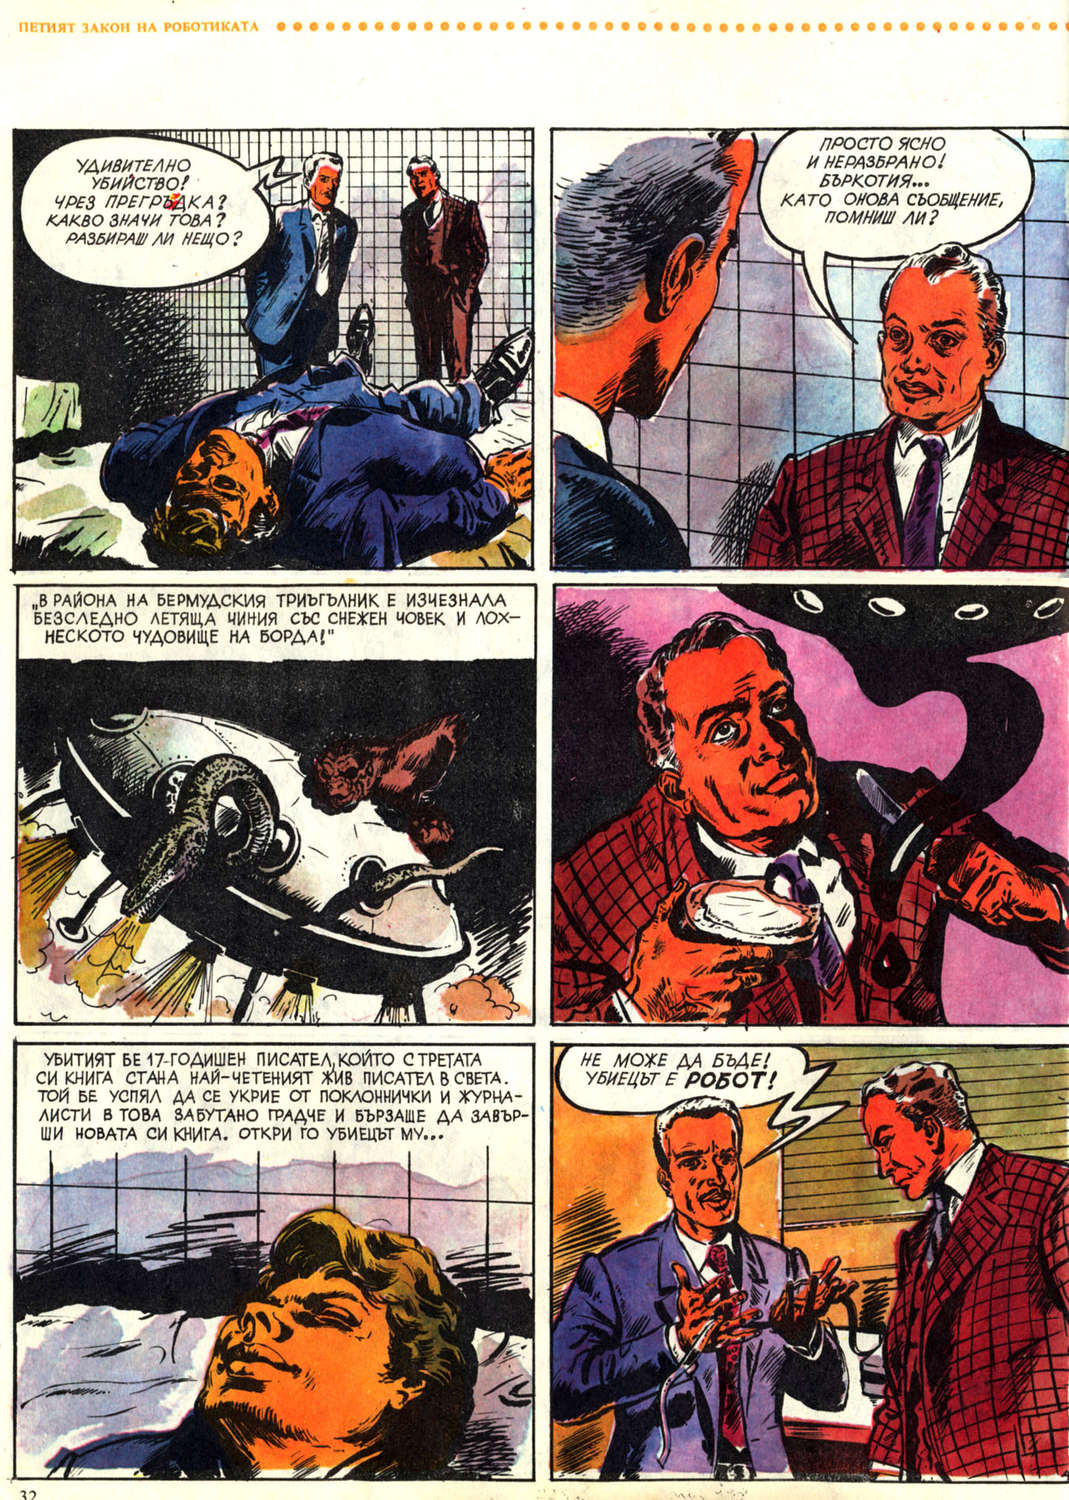 ПЕТИЯТ ЗАКОН НА РОБОТИКАТА
УДИВИТЕЛНО
УБИЙСТВО!
ЧРЕЗ ПРЕГРЪДКА?
КАКВО ЗНАЧИ ТОВА?
РАЗБИРАШ ЛИ НЕЩО?
ПРОСТО ЯСНО
И НЕРАЗБРАНО!
БЪРКОТИЯ...
КАТО ОНОВА СЪОБЩЕНИЕ,
ПОМНИШ ЛИ?
„В РАЙОНА НА БЕРМУДСКИЯ ТРИЪГЪЛНИК Е ИЗЧЕЗНАЛА
БЕЗСЛЕДНО ЛЕТЯЩА ЧИНИЯ СЪС СНЕЖЕН ЧОВЕК И ЛОХ-
НЕСКОТО ЧУДОВИЩЕ НА БОРДА!"
УБИТИЯТ БЕ 17-ГОДИШЕН ПИСАТЕЛ, КОЙТО С ТРЕТАТА
СИ КНИГА СТАНА НАЙ-ЧЕТЕНИЯТ ЖИВ ПИСАТЕЛ В СВЕТА.
ТОЙ БЕ УСПЯЛ ДА СЕ УКРИЕ ОТ ПОКЛОННИЧКИ И ЖУРНА-
ЛИСТИ В ТОВА ЗАБУТАНО ГРАДЧЕ И БЪРЗАШЕ ДА ЗАВЪР-
ШИ НОВАТА СИ КНИГА. ОТКРИ ГО УБИЕЦЪТ МУ...
НЕ МОЖЕ ДА БЪДЕ!
УБИЕЦЪТ Е РОБОТ!
32